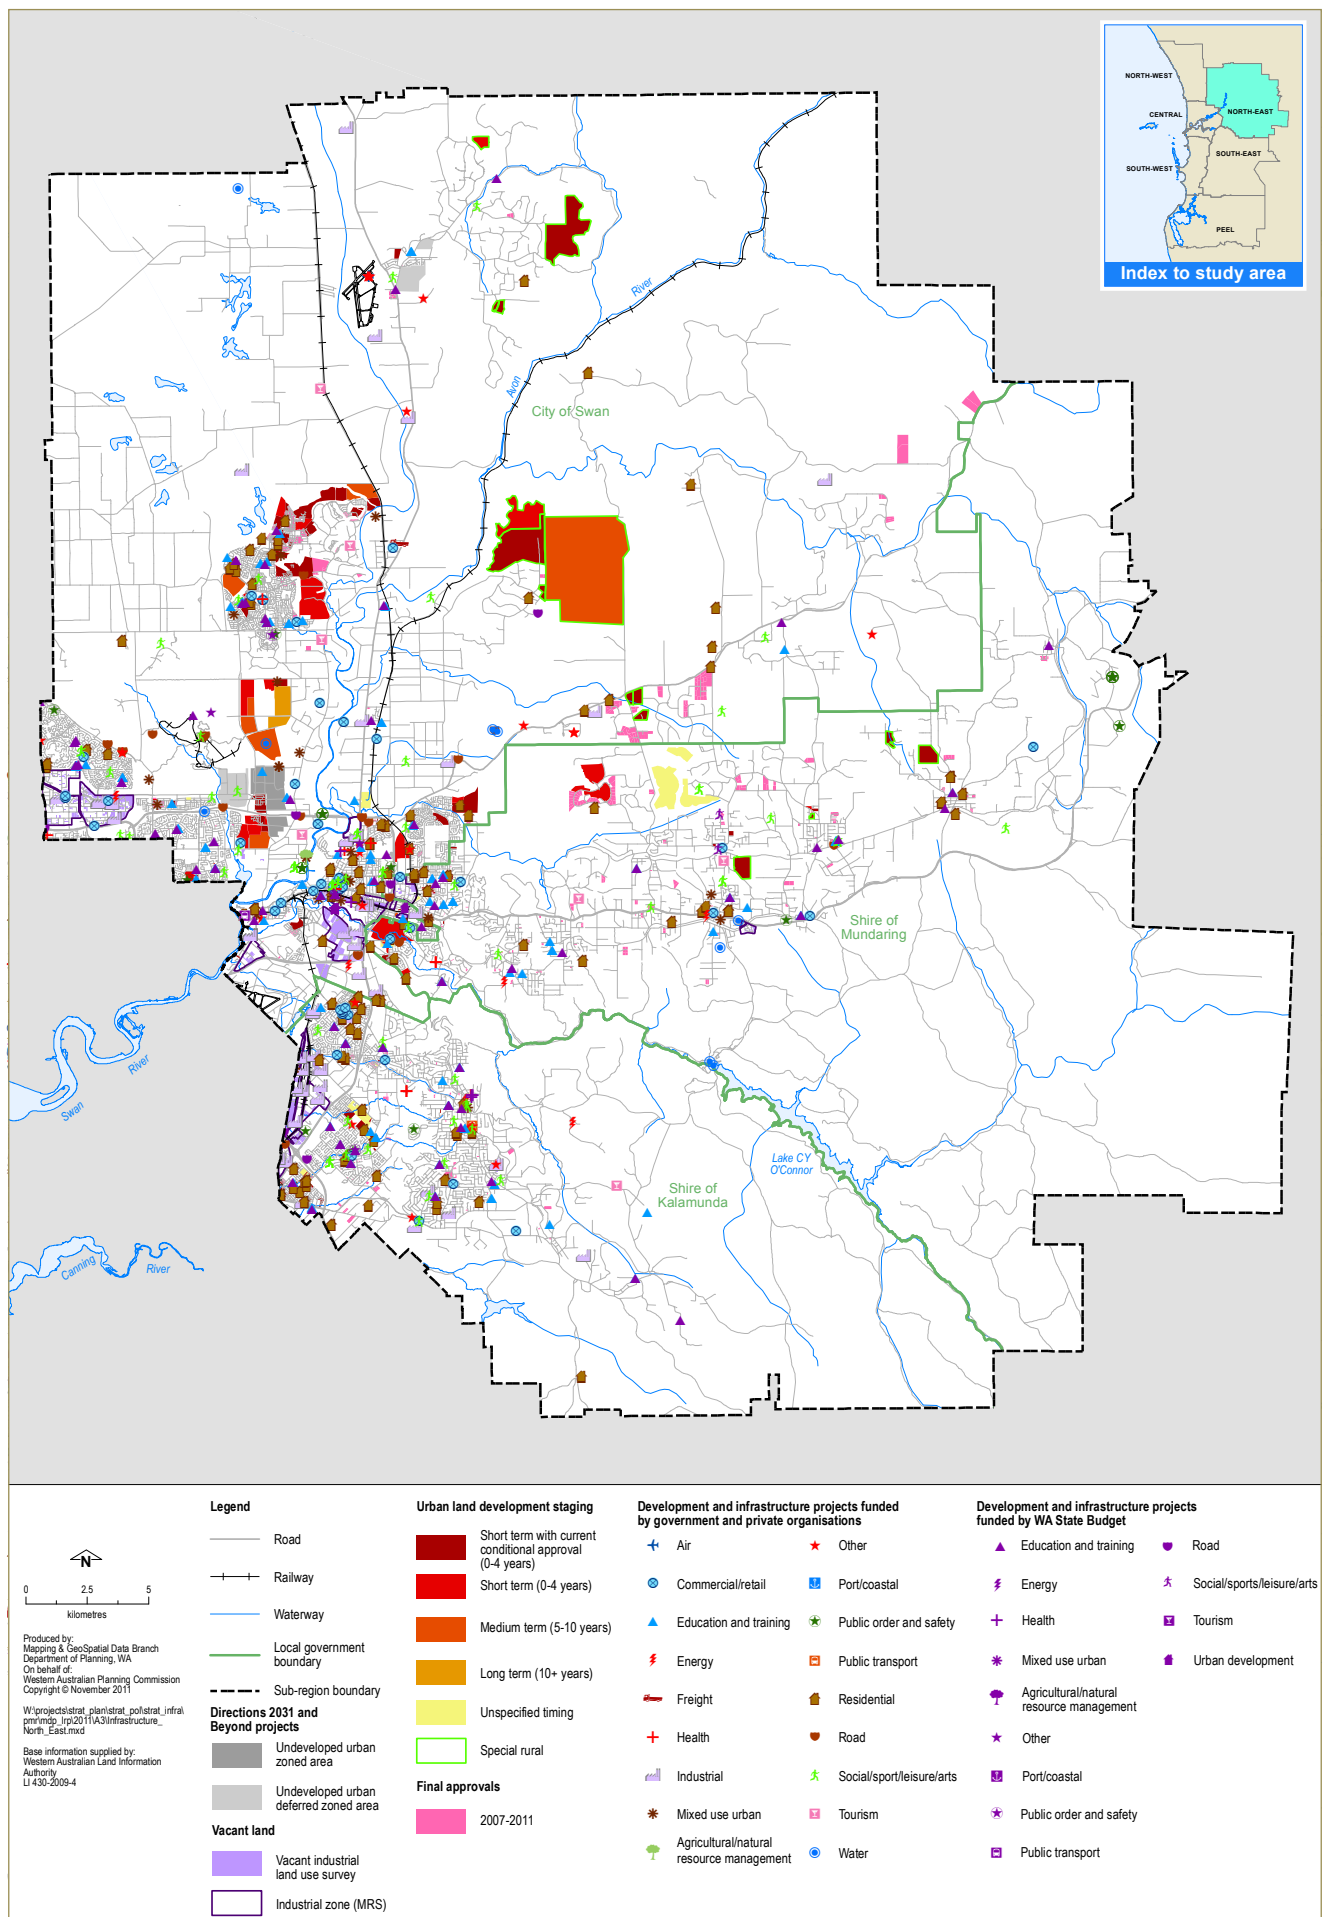 NORTH-WEST
NORTH-EAST
CENTRAL
SOUTH-EAST
SOUTH-WEST
PEEL
Index to study area
River
Avon
City of Swan
Shire of
Mundaring
River
Swan
Lake CY
O'Connor
Shire of
Kalamunda
Canning
River
N
0 2.5 5
kilometres
Produced by:
Mapping & GeoSpatial Data Branch
Department of Planning, WA
On behalf of:
Western Australian Planning Commission
Copyright © November 2011
W:\projects\strat_plan\strat_pol\strat_infra\
pmr\mdp_lrp\2011\A3\Infrastructure_
North_East.mxd
Base information supplied by:
Western Australian Land Information
Authority
LI 430-2009-4
Legend
Road
Railway
Waterway
Local government
boundary
Sub-region boundary
Directions 2031 and
Beyond projects
Undeveloped urban
zoned area
Undeveloped urban
deferred zoned area
Vacant land
Vacant industrial
land use survey
Industrial zone (MRS)
Urban land development staging
Short term with current
conditional approval
(0-4 years)
Short term (0-4 years)
Medium term (5-10 years)
Long term (10+ years)
Unspecified timing
Special rural
Final approvals
2007-2011
Development and infrastructure projects funded
by government and private organisations
Air
Commercial/retail
Education and training
Energy
Freight
Health
Industrial
Mixed use urban
Agricultural/natural
resource management
Other
Port/coastal
Public order and safety
Public transport
Residential
Road
Social/sport/leisure/arts
Tourism
Water
Development and infrastructure projects
funded by WA State Budget
Education and training
Energy
Health
Mixed use urban
Agricultural/natural
resource management
Other
Port/coastal
Public order and safety
Public transport
Road
Social/sports/leisure/arts
Tourism
Urban development